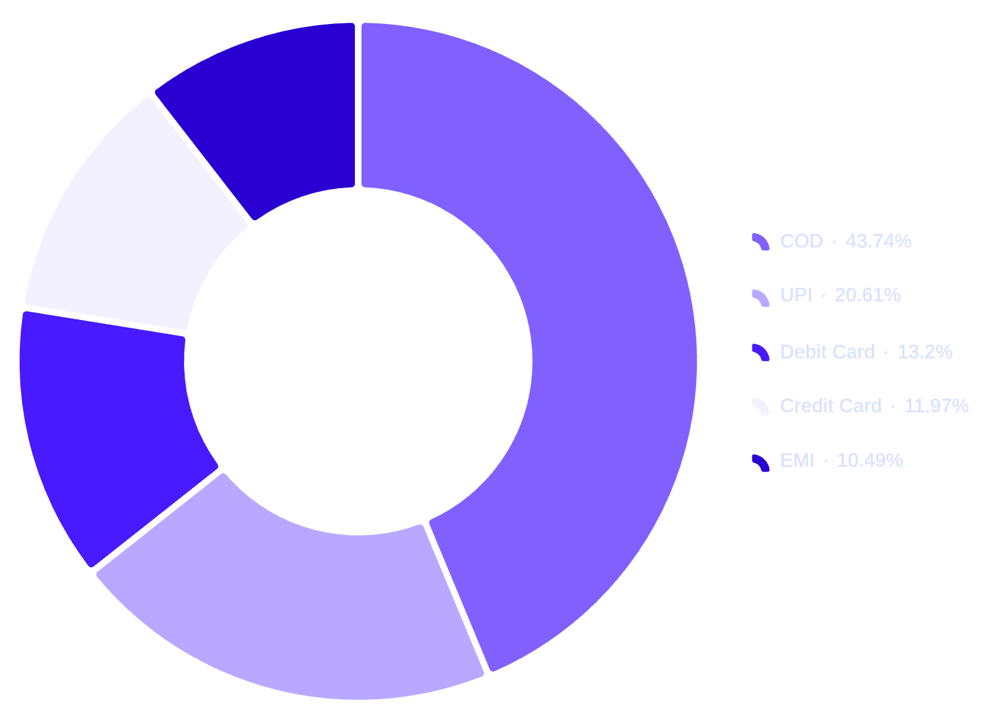 COD · 43.74%
UPI · 20.61%
Debit Card · 13.2%
Credit Card · 11.97%
EMI · 10.49%